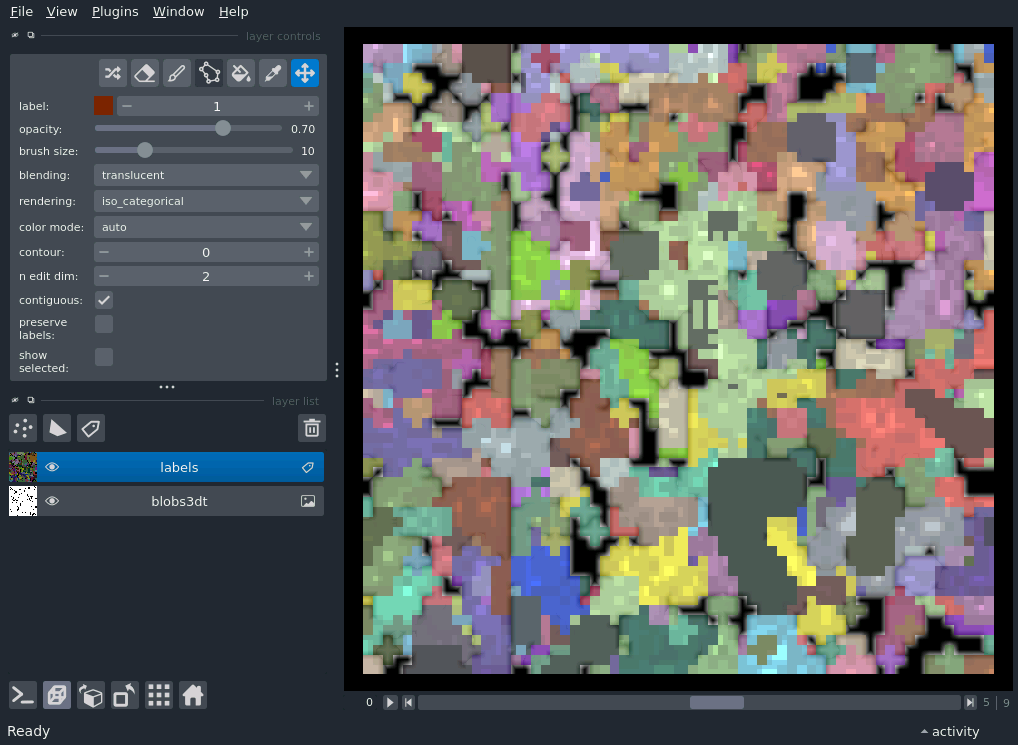 File View Plugins Window Help
layer controls
label: 1
opacity: 0.70
brush size: 10
blending: translucent
rendering: iso_categorical
color mode: auto
contour: 0
n edit dim: 2
contiguous:
preserve
labels:
show
selected:
layer list
labels
blobs3dt
0 5 9
Ready activity